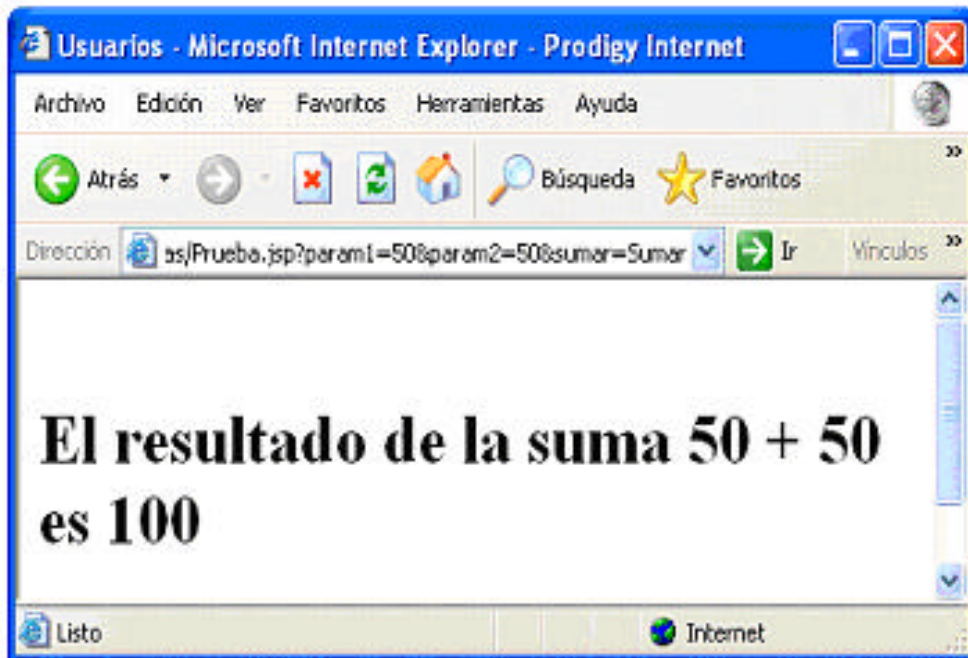 Usuarios - Microsoft Internet Explorer - Prodigy Internet
Archivo Edición Ver Favoritos Herramientas Ayuda
Atrás Búsqueda Favoritos »
Dirección as/Prueba.jsp?param1=50&param2=50&sumar=Sumar Ir Vínculos »
El resultado de la suma 50 + 50
es 100
Listo Internet